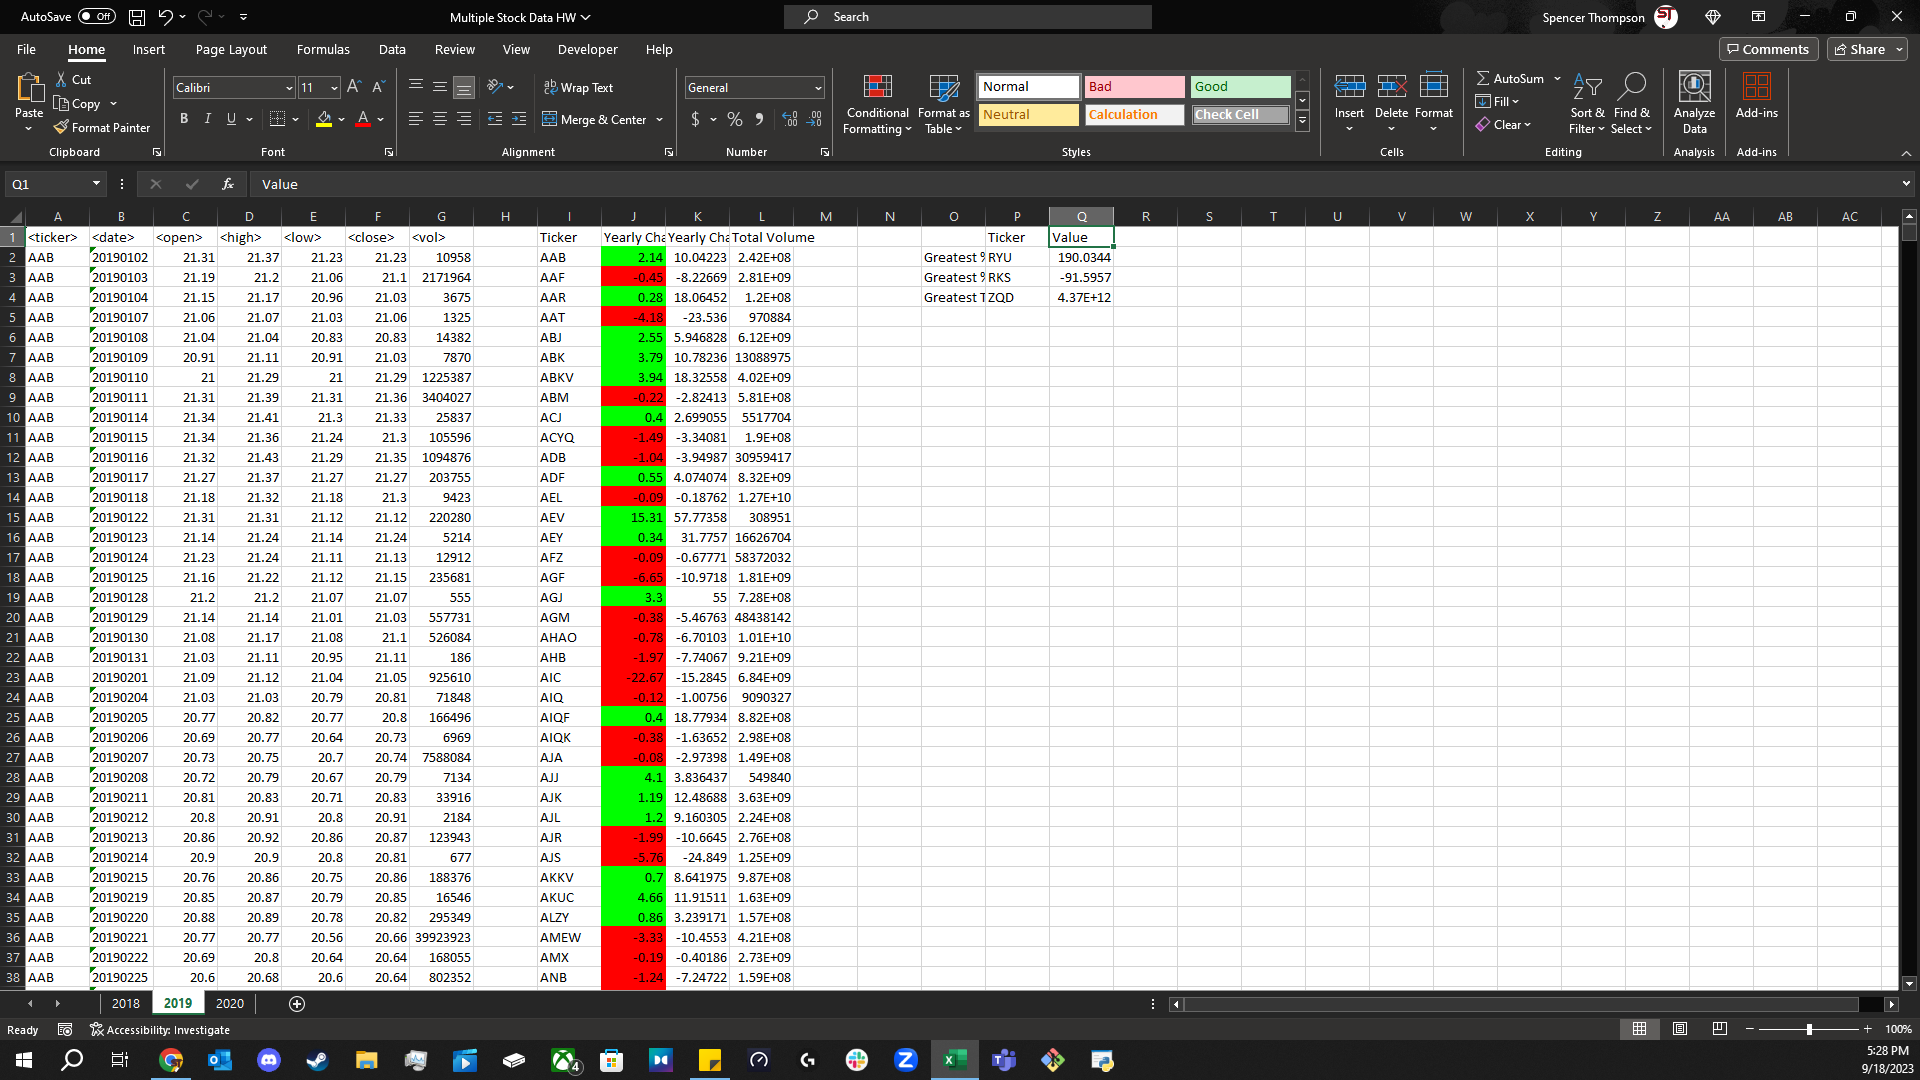 AutoSave Off Multiple Stock Data HW Search Spencer Thompson ST
File Home Insert Page Layout Formulas Data Review View Developer Help Comments Share
Paste Cut Copy Format Painter Clipboard
Calibri 11 A A B I U A Font
ab Wrap Text Merge & Center Alignment
General $ % 9 Number
Conditional Formatting Format as Table Normal Bad Good Neutral Calculation Check Cell Styles
Insert Delete Format Cells
AutoSum Fill Clear Sort & Filter Find & Select Editing
Analyze Data Analysis Add-ins Add-ins
Q1 fx Value
A B C D E F G H I J K L M N O P Q R S T U V W X Y Z AA AB AC
1 <ticker> <date> <open> <high> <low> <close> <vol> Ticker Yearly Cha Yearly Cha Total Volume Ticker Value
2 AAB 20190102 21.31 21.37 21.23 21.23 10958 AAB 2.14 10.04223 2.42E+08 Greatest % RYU 190.0344
3 AAB 20190103 21.19 21.2 21.06 21.1 2171964 AAF -0.45 -8.22669 2.81E+09 Greatest % RKS -91.5957
4 AAB 20190104 21.15 21.17 20.96 21.03 3675 AAR 0.28 18.06452 1.2E+08 Greatest T ZQD 4.37E+12
5 AAB 20190107 21.06 21.07 21.03 21.06 1325 AAT -4.18 -23.536 970884
6 AAB 20190108 21.04 21.04 20.83 20.83 14382 ABJ 2.55 5.946828 6.12E+09
7 AAB 20190109 20.91 21.11 20.91 21.03 7870 ABK 3.79 10.78236 13088975
8 AAB 20190110 21 21.29 21 21.29 1225387 ABKV 3.94 18.32558 4.02E+09
9 AAB 20190111 21.31 21.39 21.31 21.36 3404027 ABM -0.22 -2.82413 5.81E+08
10 AAB 20190114 21.34 21.41 21.3 21.33 25837 ACJ 0.4 2.699055 5517704
11 AAB 20190115 21.34 21.36 21.24 21.3 105596 ACYQ -1.49 -3.34081 1.9E+08
12 AAB 20190116 21.32 21.43 21.29 21.35 1094876 ADB -1.04 -3.94987 30959417
13 AAB 20190117 21.27 21.37 21.27 21.27 203755 ADF 0.55 4.074074 8.32E+09
14 AAB 20190118 21.18 21.32 21.18 21.3 9423 AEL -0.09 -0.18762 1.27E+10
15 AAB 20190122 21.31 21.31 21.12 21.12 220280 AEV 15.31 57.77358 308951
16 AAB 20190123 21.14 21.24 21.14 21.24 5214 AEY 0.34 31.7757 16626704
17 AAB 20190124 21.23 21.24 21.11 21.13 12912 AFZ -0.09 -0.67771 58372032
18 AAB 20190125 21.16 21.22 21.12 21.15 235681 AGF -6.65 -10.9718 1.81E+09
19 AAB 20190128 21.2 21.2 21.07 21.07 555 AGJ 3.3 55 7.28E+08
20 AAB 20190129 21.14 21.14 21.01 21.03 557731 AGM -0.38 -5.46763 48438142
21 AAB 20190130 21.08 21.17 21.08 21.1 526084 AHAO -0.78 -6.70103 1.01E+10
22 AAB 20190131 21.03 21.11 20.95 21.11 186 AHB -1.97 -7.74067 9.21E+09
23 AAB 20190201 21.09 21.12 21.04 21.05 925610 AIC -22.67 -15.2845 6.84E+09
24 AAB 20190204 21.03 21.03 20.79 20.81 71848 AIQ -0.12 -1.00756 9090327
25 AAB 20190205 20.77 20.82 20.77 20.8 166496 AIQF 0.4 18.77934 8.82E+08
26 AAB 20190206 20.69 20.77 20.64 20.73 6969 AIQK -0.38 -1.63652 2.98E+08
27 AAB 20190207 20.73 20.75 20.7 20.74 7588084 AJA -0.08 -2.97398 1.49E+08
28 AAB 20190208 20.72 20.79 20.67 20.79 7134 AJJ 4.1 3.836437 549840
29 AAB 20190211 20.81 20.83 20.71 20.83 33916 AJK 1.19 12.48688 3.63E+09
30 AAB 20190212 20.8 20.91 20.8 20.91 2184 AJL 1.2 9.160305 2.24E+08
31 AAB 20190213 20.86 20.92 20.86 20.87 123943 AJR -1.99 -10.6645 2.76E+08
32 AAB 20190214 20.9 20.9 20.8 20.81 677 AJS -5.76 -24.849 1.25E+09
33 AAB 20190215 20.76 20.86 20.75 20.86 188376 AKKV 0.7 8.641975 9.87E+08
34 AAB 20190219 20.85 20.87 20.79 20.85 16546 AKUC 4.66 11.91511 1.63E+09
35 AAB 20190220 20.88 20.89 20.78 20.82 295349 ALZY 0.86 3.239171 1.57E+08
36 AAB 20190221 20.77 20.77 20.56 20.66 39923923 AMEW -3.33 -10.4553 4.21E+08
37 AAB 20190222 20.69 20.8 20.64 20.64 168055 AMX -0.19 -0.40186 2.73E+09
38 AAB 20190225 20.6 20.68 20.6 20.64 802352 ANB -1.24 -7.24722 1.59E+08
2018 2019 2020
Ready Accessibility: Investigate 100%
4 5:28 PM
9/18/2023